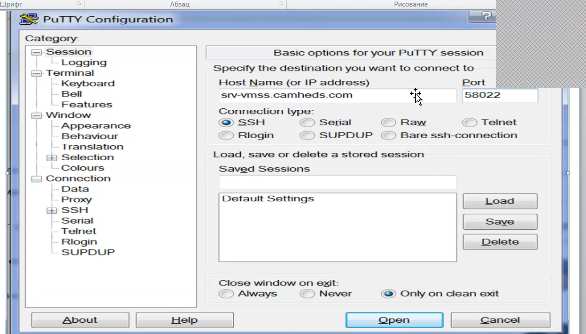 Шрифт Абзац Рисование
PuTTY Configuration
Category:
Session
Logging
Terminal
Keyboard
Bell
Features
Window
Appearance
Behaviour
Translation
Selection
Colours
Connection
Data
Proxy
SSH
Serial
Telnet
Rlogin
SUPDUP
Basic options for your PuTTY session
Specify the destination you want to connect to
Host Name (or IP address) Port
srv-vmss.camheds.com 58022
Connection type:
SSH Serial Raw Telnet
Rlogin SUPDUP Bare ssh-connection
Load, save or delete a stored session
Saved Sessions
Default Settings
Load
Save
Delete
Close window on exit:
Always Never Only on clean exit
About Help Open Cancel